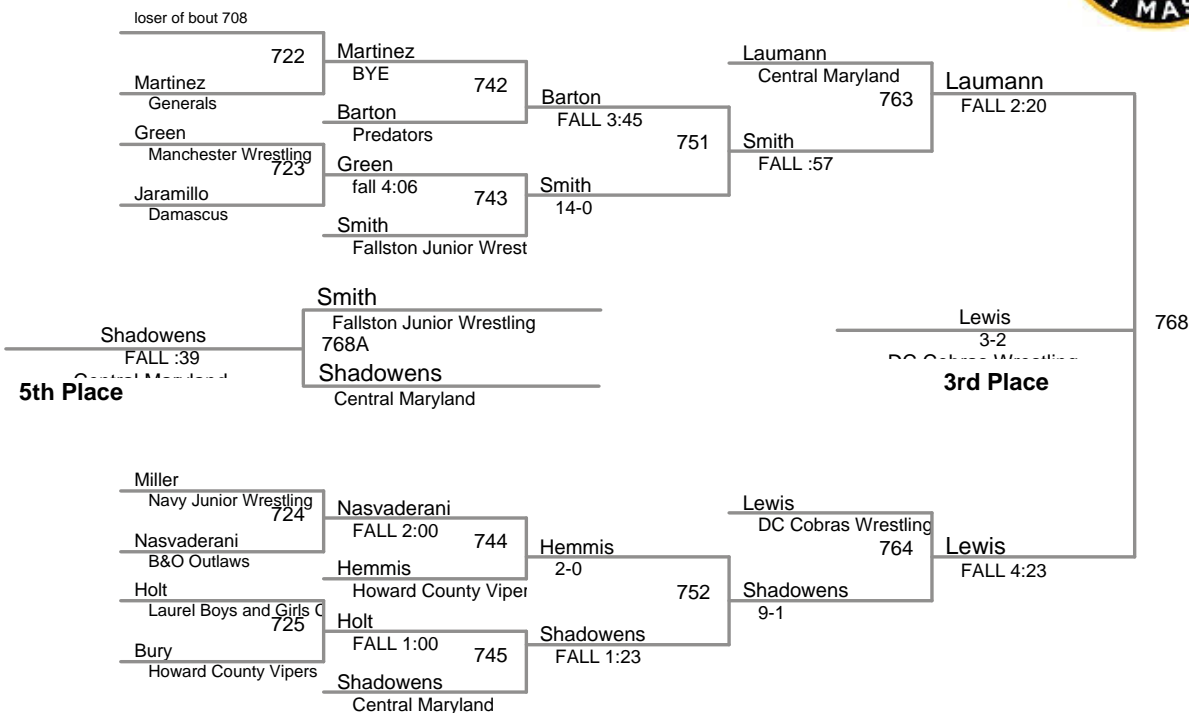 MAS
loser of bout 708
722
Martinez
Generals
Martinez
BYE
742
Barton
Predators
Green
Manchester Wrestling
723
Jaramillo
Damascus
Green
fall 4:06
743
Smith
Fallston Junior Wrest
Barton
FALL 3:45
751
Smith
14-0
Laumann
Central Maryland
763
Smith
FALL :57
Laumann
FALL 2:20
Smith
Fallston Junior Wrestling
768A
Shadowens
Central Maryland
Shadowens
FALL :39
Central Maryland
5th Place
Lewis
3-2
DC Cobras Wrestling
3rd Place
768
Miller
Navy Junior Wrestling
724
Nasvaderani
B&O Outlaws
Nasvaderani
FALL 2:00
744
Hemmis
Howard County Viper
Holt
Laurel Boys and Girls C
725
Bury
Howard County Vipers
Holt
FALL 1:00
745
Shadowens
Central Maryland
Hemmis
2-0
752
Shadowens
FALL 1:23
Lewis
DC Cobras Wrestling
764
Shadowens
9-1
Lewis
FALL 4:23